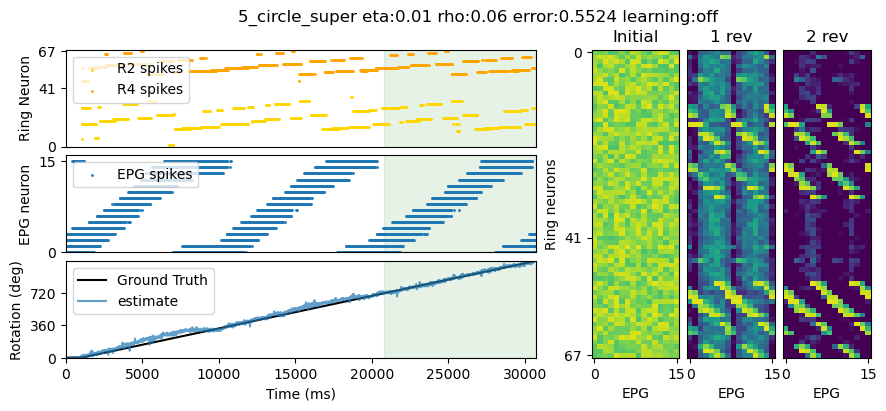 5_circle_super eta:0.01 rho:0.06 error:0.5524 learning:off
Ring Neuron
67
41
0
R2 spikes
R4 spikes
EPG neuron
15
0
EPG spikes
Rotation (deg)
720
360
0
Ground Truth
estimate
0 5000 10000 15000 20000 25000 30000
Time (ms)
Initial 1 rev 2 rev
Ring neurons
0
41
67
0 15 0 15 0 15
EPG EPG EPG